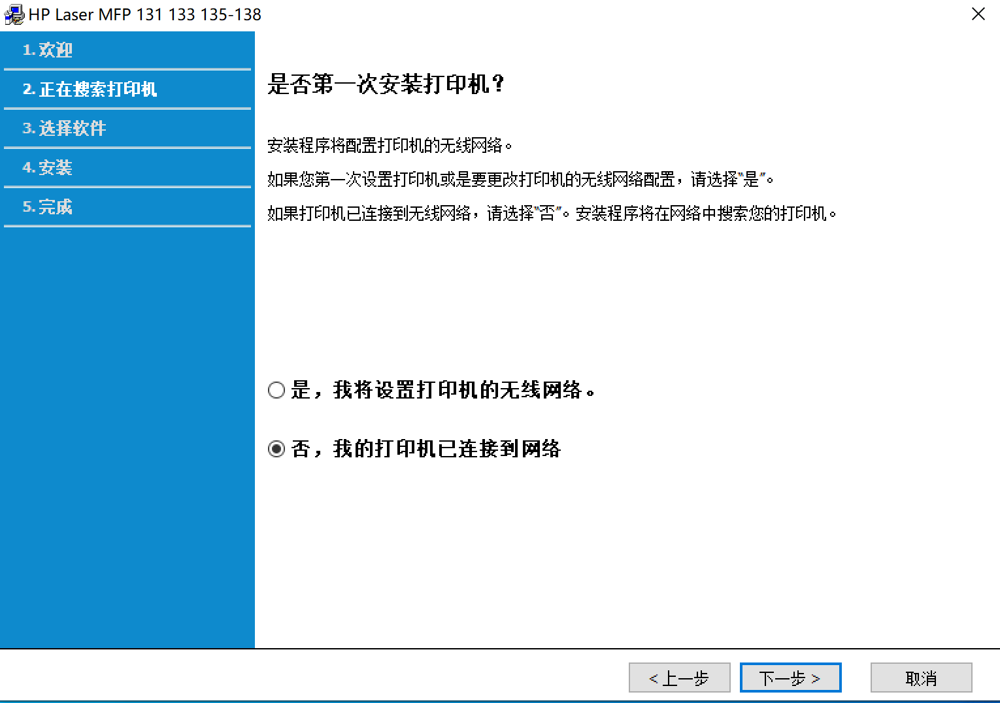 HP Laser MFP 131 133 135-138
1. 欢迎
2. 正在搜索打印机
3. 选择软件
4. 安装
5. 完成
是否第一次安装打印机？
安装程序将配置打印机的无线网络。
如果您第一次设置打印机或是要更改打印机的无线网络配置，请选择“是”。
如果打印机已连接到无线网络，请选择“否”。安装程序将在网络中搜索您的打印机。
是，我将设置打印机的无线网络。
否，我的打印机已连接到网络
< 上一步
下一步 >
取消